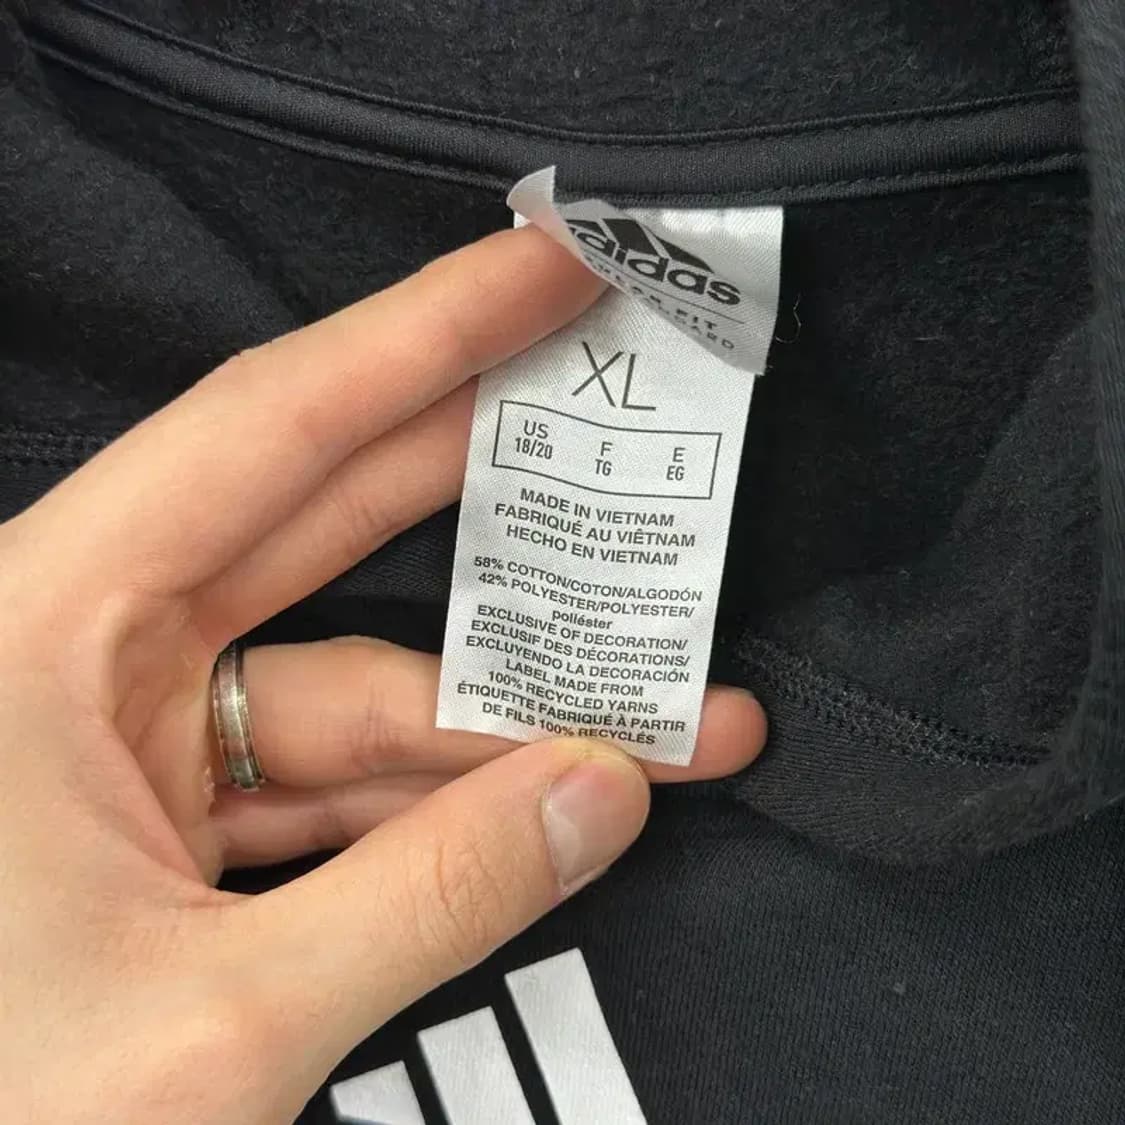 adidas
FIT
XL
US F E
18/20 TG EG
MADE IN VIETNAM
FABRIQUÉ AU VIÊTNAM
HECHO EN VIETNAM
58% COTTON/COTON/ALGODÓN
42% POLYESTER/POLYESTER/
poliéster
EXCLUSIVE OF DECORATION/
EXCLUSIF DES DÉCORATIONS/
EXCLUYENDO LA DECORACIÓN
LABEL MADE FROM
100% RECYCLED YARNS
ÉTIQUETTE FABRIQUÉ À PARTIR
DE FILS 100% RECYCLÉS